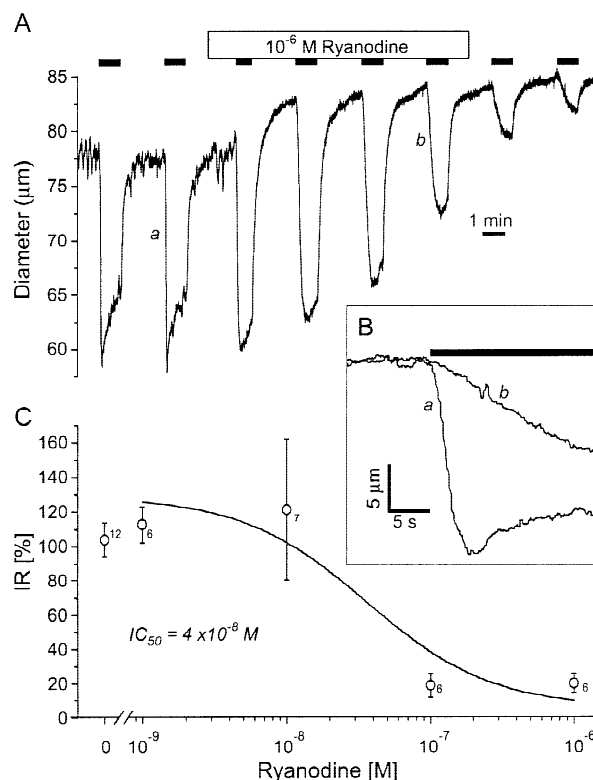 A
10⁻⁶ M Ryanodine
85
80
75
70
65
60
Diameter (μm)
a
b
1 min
B
a
b
5 μm
5 s
C
160
140
120
100
80
60
40
20
0
IR [%]
12
6
7
6
6
IC₅₀ = 4 x10⁻⁸ M
0 10⁻⁹ 10⁻⁸ 10⁻⁷ 10⁻⁶
Ryanodine [M]